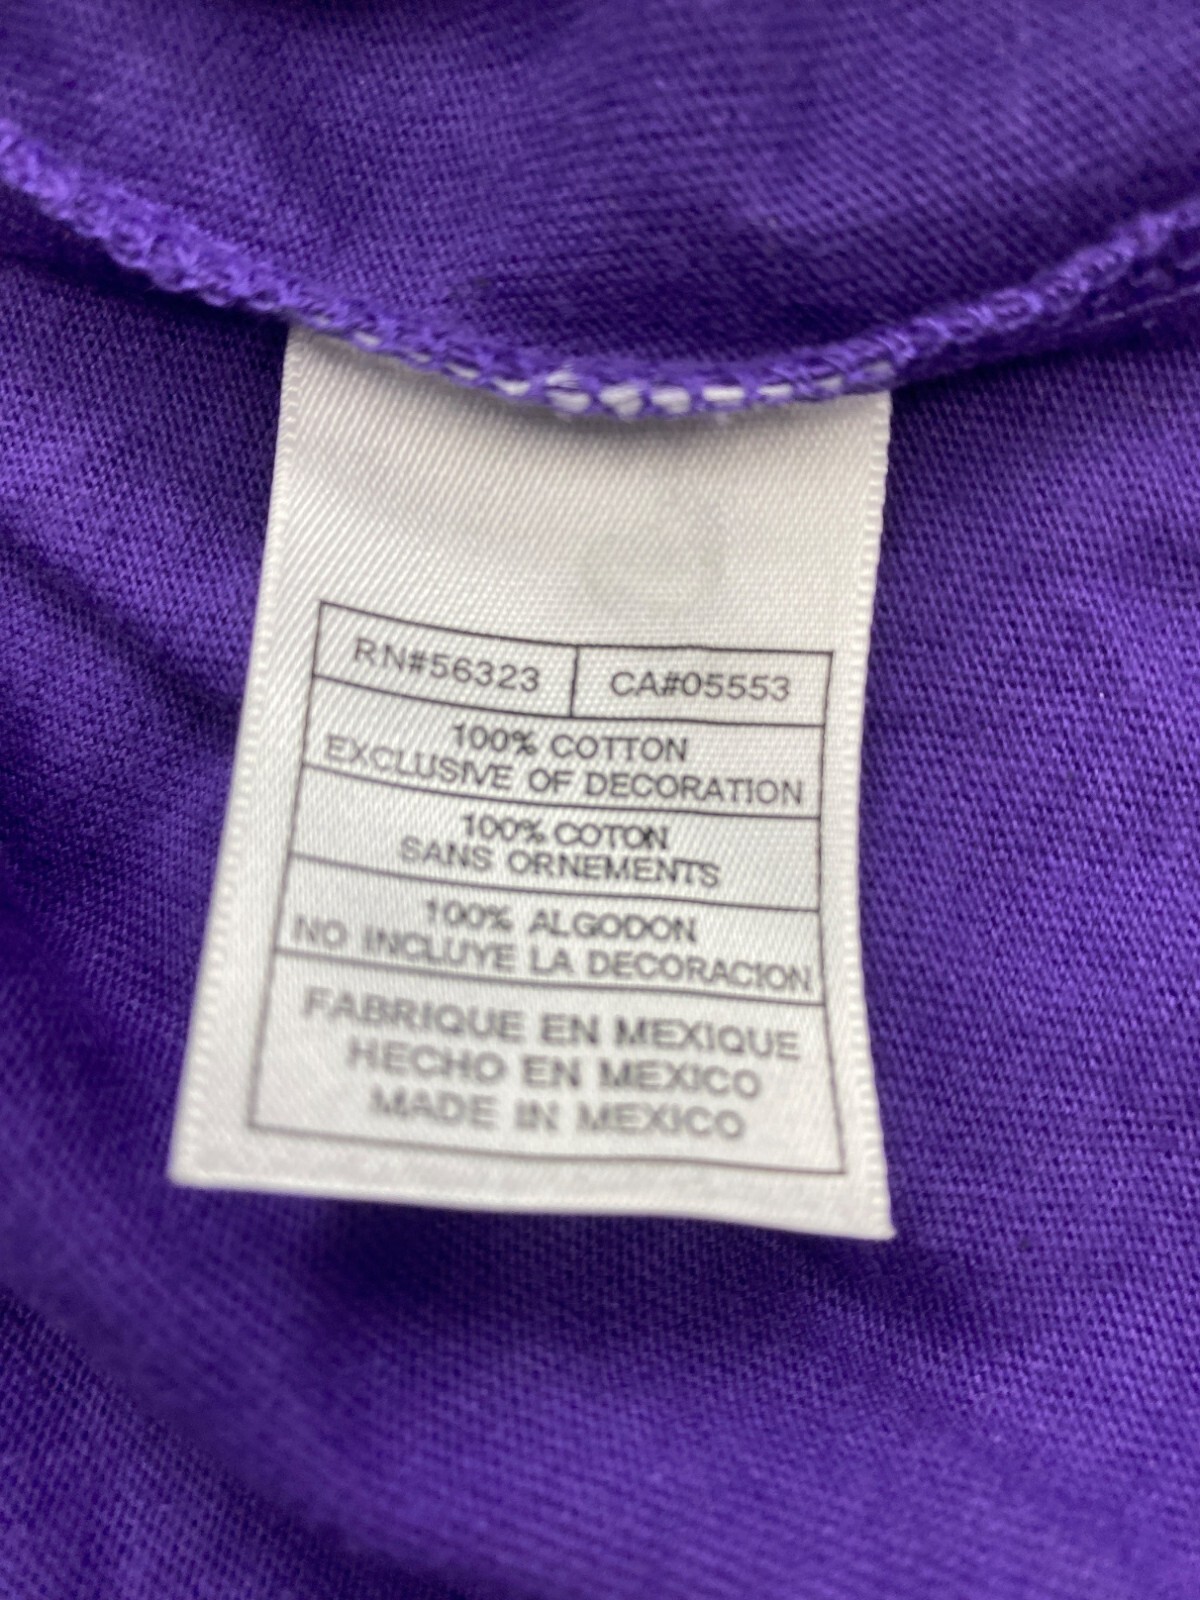 RN#56323 CA#05553
100% COTTON
EXCLUSIVE OF DECORATION
100% COTON
SANS ORNEMENTS
100% ALGODON
NO INCLUYE LA DECORACION
FABRIQUE EN MEXIQUE
HECHO EN MEXICO
MADE IN MEXICO